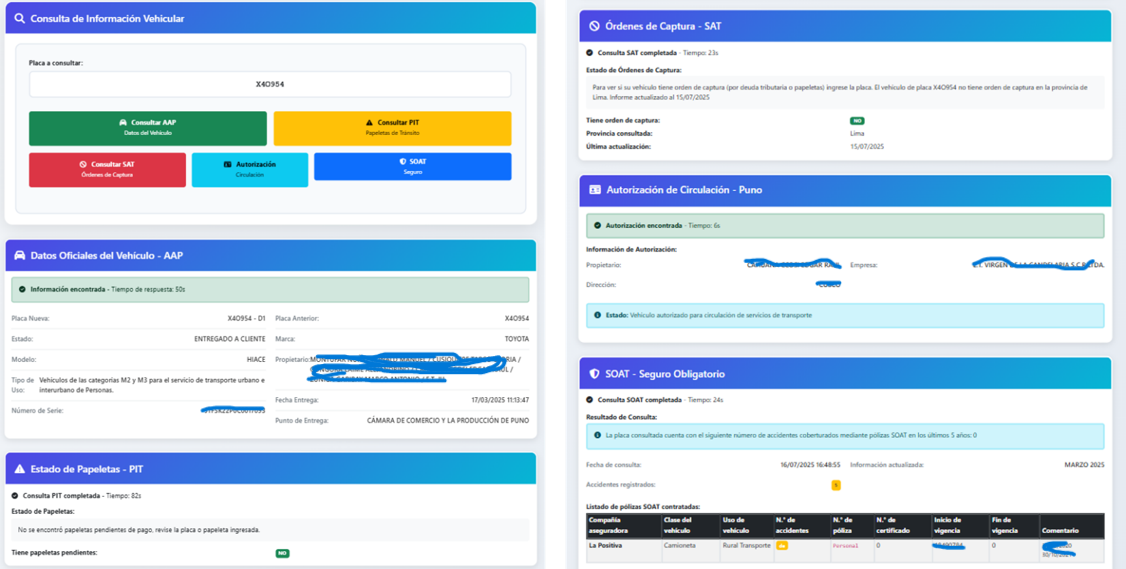 Consulta de Información Vehicular
Placa a consultar:
X4O954
Consultar AAP
Datos del Vehículo
Consultar PIT
Papeletas de Tránsito
Consultar SAT
Órdenes de Captura
Autorización
Circulación
SOAT
Seguro
Datos Oficiales del Vehículo - AAP
Información encontrada - Tiempo de respuesta: 50s
Placa Nueva: X4O954 - D1
Placa Anterior: X4O954
Estado: ENTREGADO A CLIENTE
Marca: TOYOTA
Modelo: HIACE
Propietario:
Tipo de Uso: Vehículos de las categorias M2 y M3 para el servicio de transporte urbano e
interurbano de Personas.
Número de Serie:
Fecha Entrega: 17/03/2025 11:13:47
Punto de Entrega: CÁMARA DE COMERCIO Y LA PRODUCCIÓN DE PUNO
Estado de Papeletas - PIT
Consulta PIT completada - Tiempo: 82s
Estado de Papeletas:
No se encontró papeletas pendientes de pago, revise la placa o papeleta ingresada.
Tiene papeletas pendientes: NO
Órdenes de Captura - SAT
Consulta SAT completada - Tiempo: 23s
Estado de Órdenes de Captura:
Para ver si su vehículo tiene orden de captura (por deuda tributaria o papeletas) ingrese la placa. El vehículo de placa X4O954 no tiene orden de captura en la provincia de
Lima. Informe actualizado al 15/07/2025
Tiene orden de captura: NO
Provincia consultada: Lima
Última actualización: 15/07/2025
Autorización de Circulación - Puno
Autorización encontrada - Tiempo: 6s
Información de Autorización:
Propietario:
Empresa:
Dirección:
Estado: Vehículo autorizado para circulación de servicios de transporte
SOAT - Seguro Obligatorio
Consulta SOAT completada - Tiempo: 24s
Resultado de Consulta:
La placa consultada cuenta con el siguiente número de accidentes coberturados mediante pólizas SOAT en los últimos 5 años: 0
Fecha de consulta: 16/07/2025 16:48:55
Información actualizada: MARZO 2025
Accidentes registrados:
Listado de pólizas SOAT contratadas:
Compañía aseguradora
Clase del vehículo
Uso de vehículo
N.° de accidentes
N.° de póliza
N.° de certificado
Inicio de vigencia
Fin de vigencia
Comentario
La Positiva Camioneta Rural Transporte de Personal 0 0